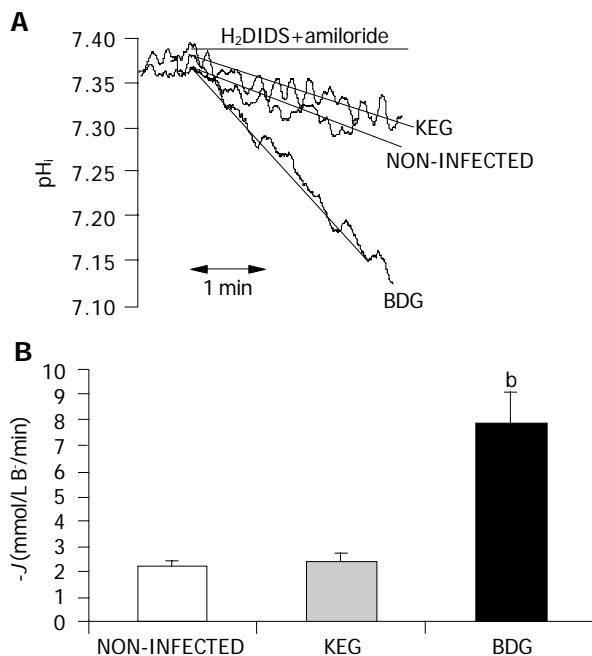 A
H₂DIDS+amiloride
7.40
7.35
7.30
7.25
7.20
7.15
7.10
pHᵢ
KEG
NON-INFECTED
BDG
1 min
B
10
9
8
7
6
5
4
3
2
1
0
-J (mmol/L B⁻/min)
b
NON-INFECTED KEG BDG